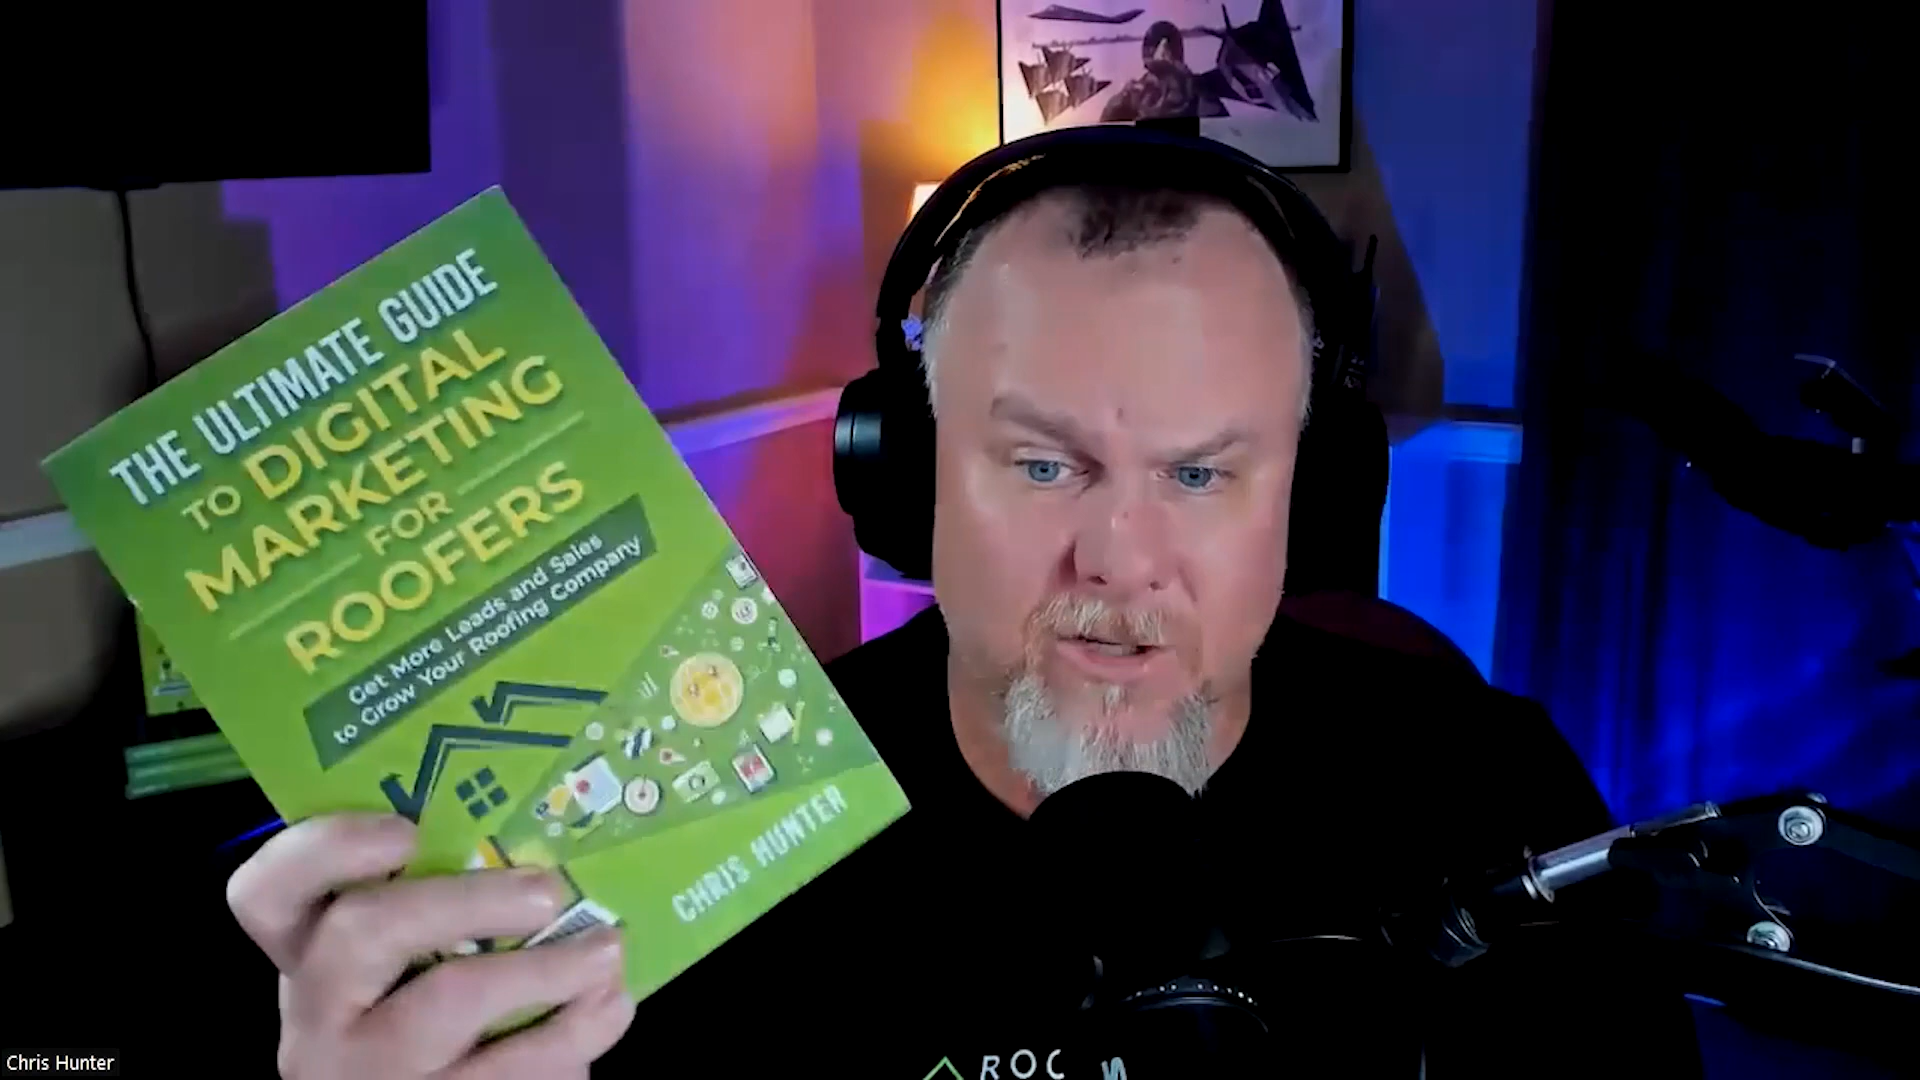 THE ULTIMATE GUIDE
TO DIGITAL
MARKETING
FOR
ROOFERS
Get More Leads and Sales
to Grow Your Roofing Company
CHRIS HUNTER
Chris Hunter